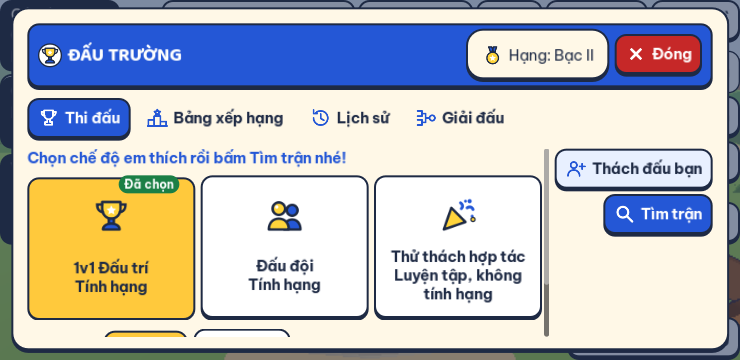 ĐẤU TRƯỜNG
Hạng: Bạc II
Đóng
Thi đấu
Bảng xếp hạng
Lịch sử
Giải đấu
Chọn chế độ em thích rồi bấm Tìm trận nhé!
Thách đấu bạn
Tìm trận
Đã chọn
1v1 Đấu trí
Tính hạng
Đấu đội
Tính hạng
Thử thách hợp tác
Luyện tập, không
tính hạng